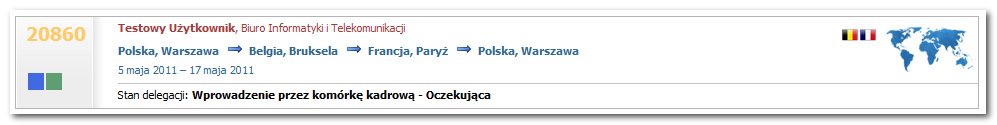 20860
Testowy Użytkownik, Biuro Informatyki i Telekomunikacji
Polska, Warszawa Belgia, Bruksela Francja, Paryż Polska, Warszawa
5 maja 2011 – 17 maja 2011
Stan delegacji: Wprowadzenie przez komórkę kadrową - Oczekująca